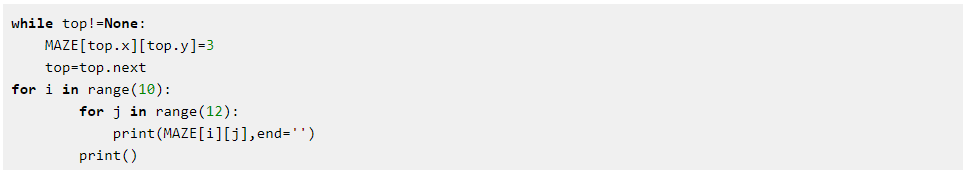 while top!=None:
    MAZE[top.x][top.y]=3
    top=top.next
for i in range(10):
        for j in range(12):
            print(MAZE[i][j],end='')
        print()